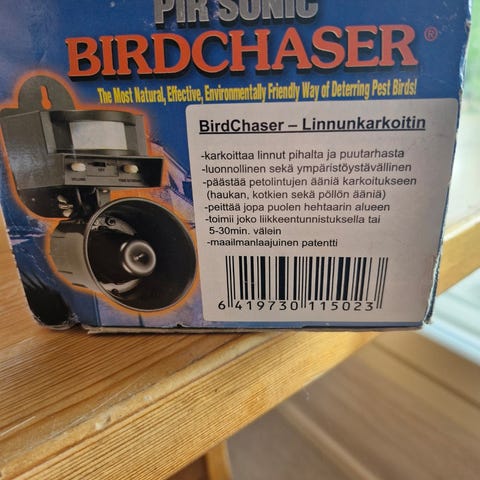 PIR SONIC
BIRDCHASER®
The Most Natural, Effective, Environmentally Friendly Way of Deterring Pest Birds!
BirdChaser – Linnunkarkoitin
-karkoittaa linnut pihalta ja puutarhasta
-luonnollinen sekä ympäristöystävällinen
-päästää petolintujen ääniä karkoitukseen
(haukan, kotkien sekä pöllön ääniä)
-peittää jopa puolen hehtaarin alueen
-toimii joko liikkeentunnistuksella tai
5-30min. välein
-maailmanlaajuinen patentti
6 419730 115023